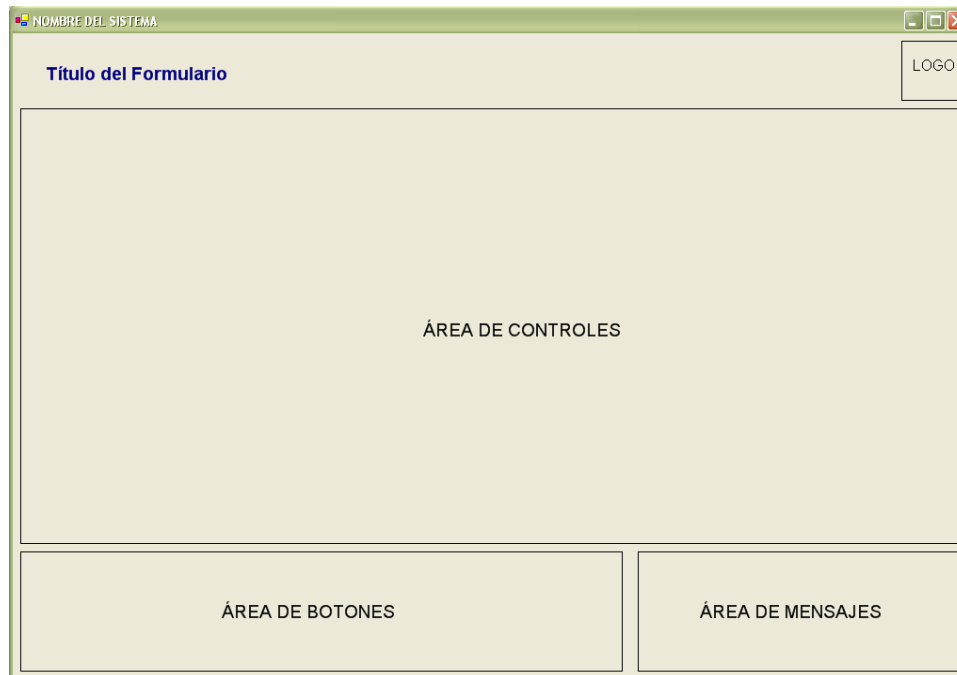 NOMBRE DEL SISTEMA
Título del Formulario
LOGO
ÁREA DE CONTROLES
ÁREA DE BOTONES
ÁREA DE MENSAJES